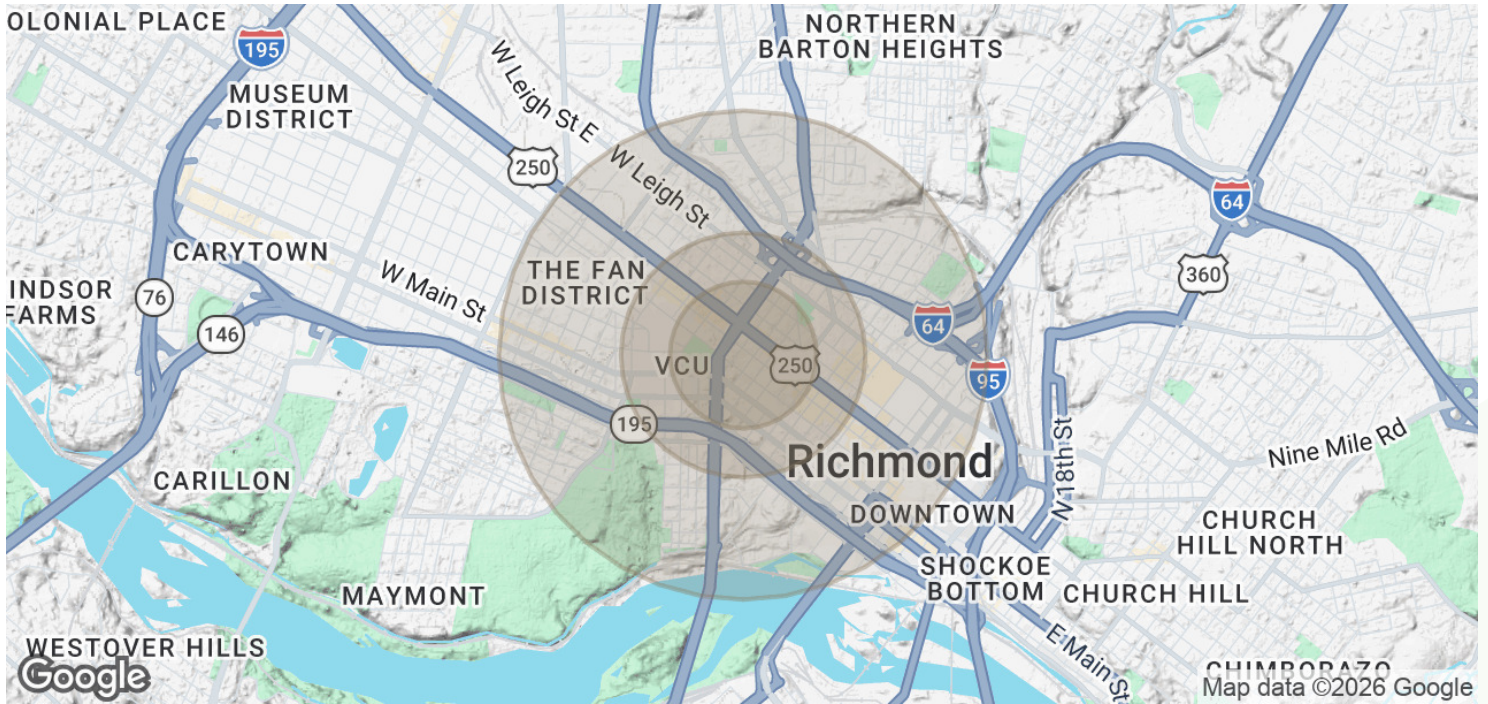 OLONIAL PLACE
195
NORTHERN
BARTON HEIGHTS
W Leigh St E
MUSEUM
DISTRICT
250
W Leigh St
64
CARYTOWN
THE FAN
DISTRICT
W Main St
360
INDSOR
FARMS
76
146
64
VCU
250
95
195
Richmond
N 18th St
Nine Mile Rd
CARILLON
DOWNTOWN
CHURCH
HILL NORTH
SHOCKOE
BOTTOM
MAYMONT
CHURCH HILL
WESTOVER HILLS
E Main St
CHIMBORAZO
Google
Map data ©2026 Google